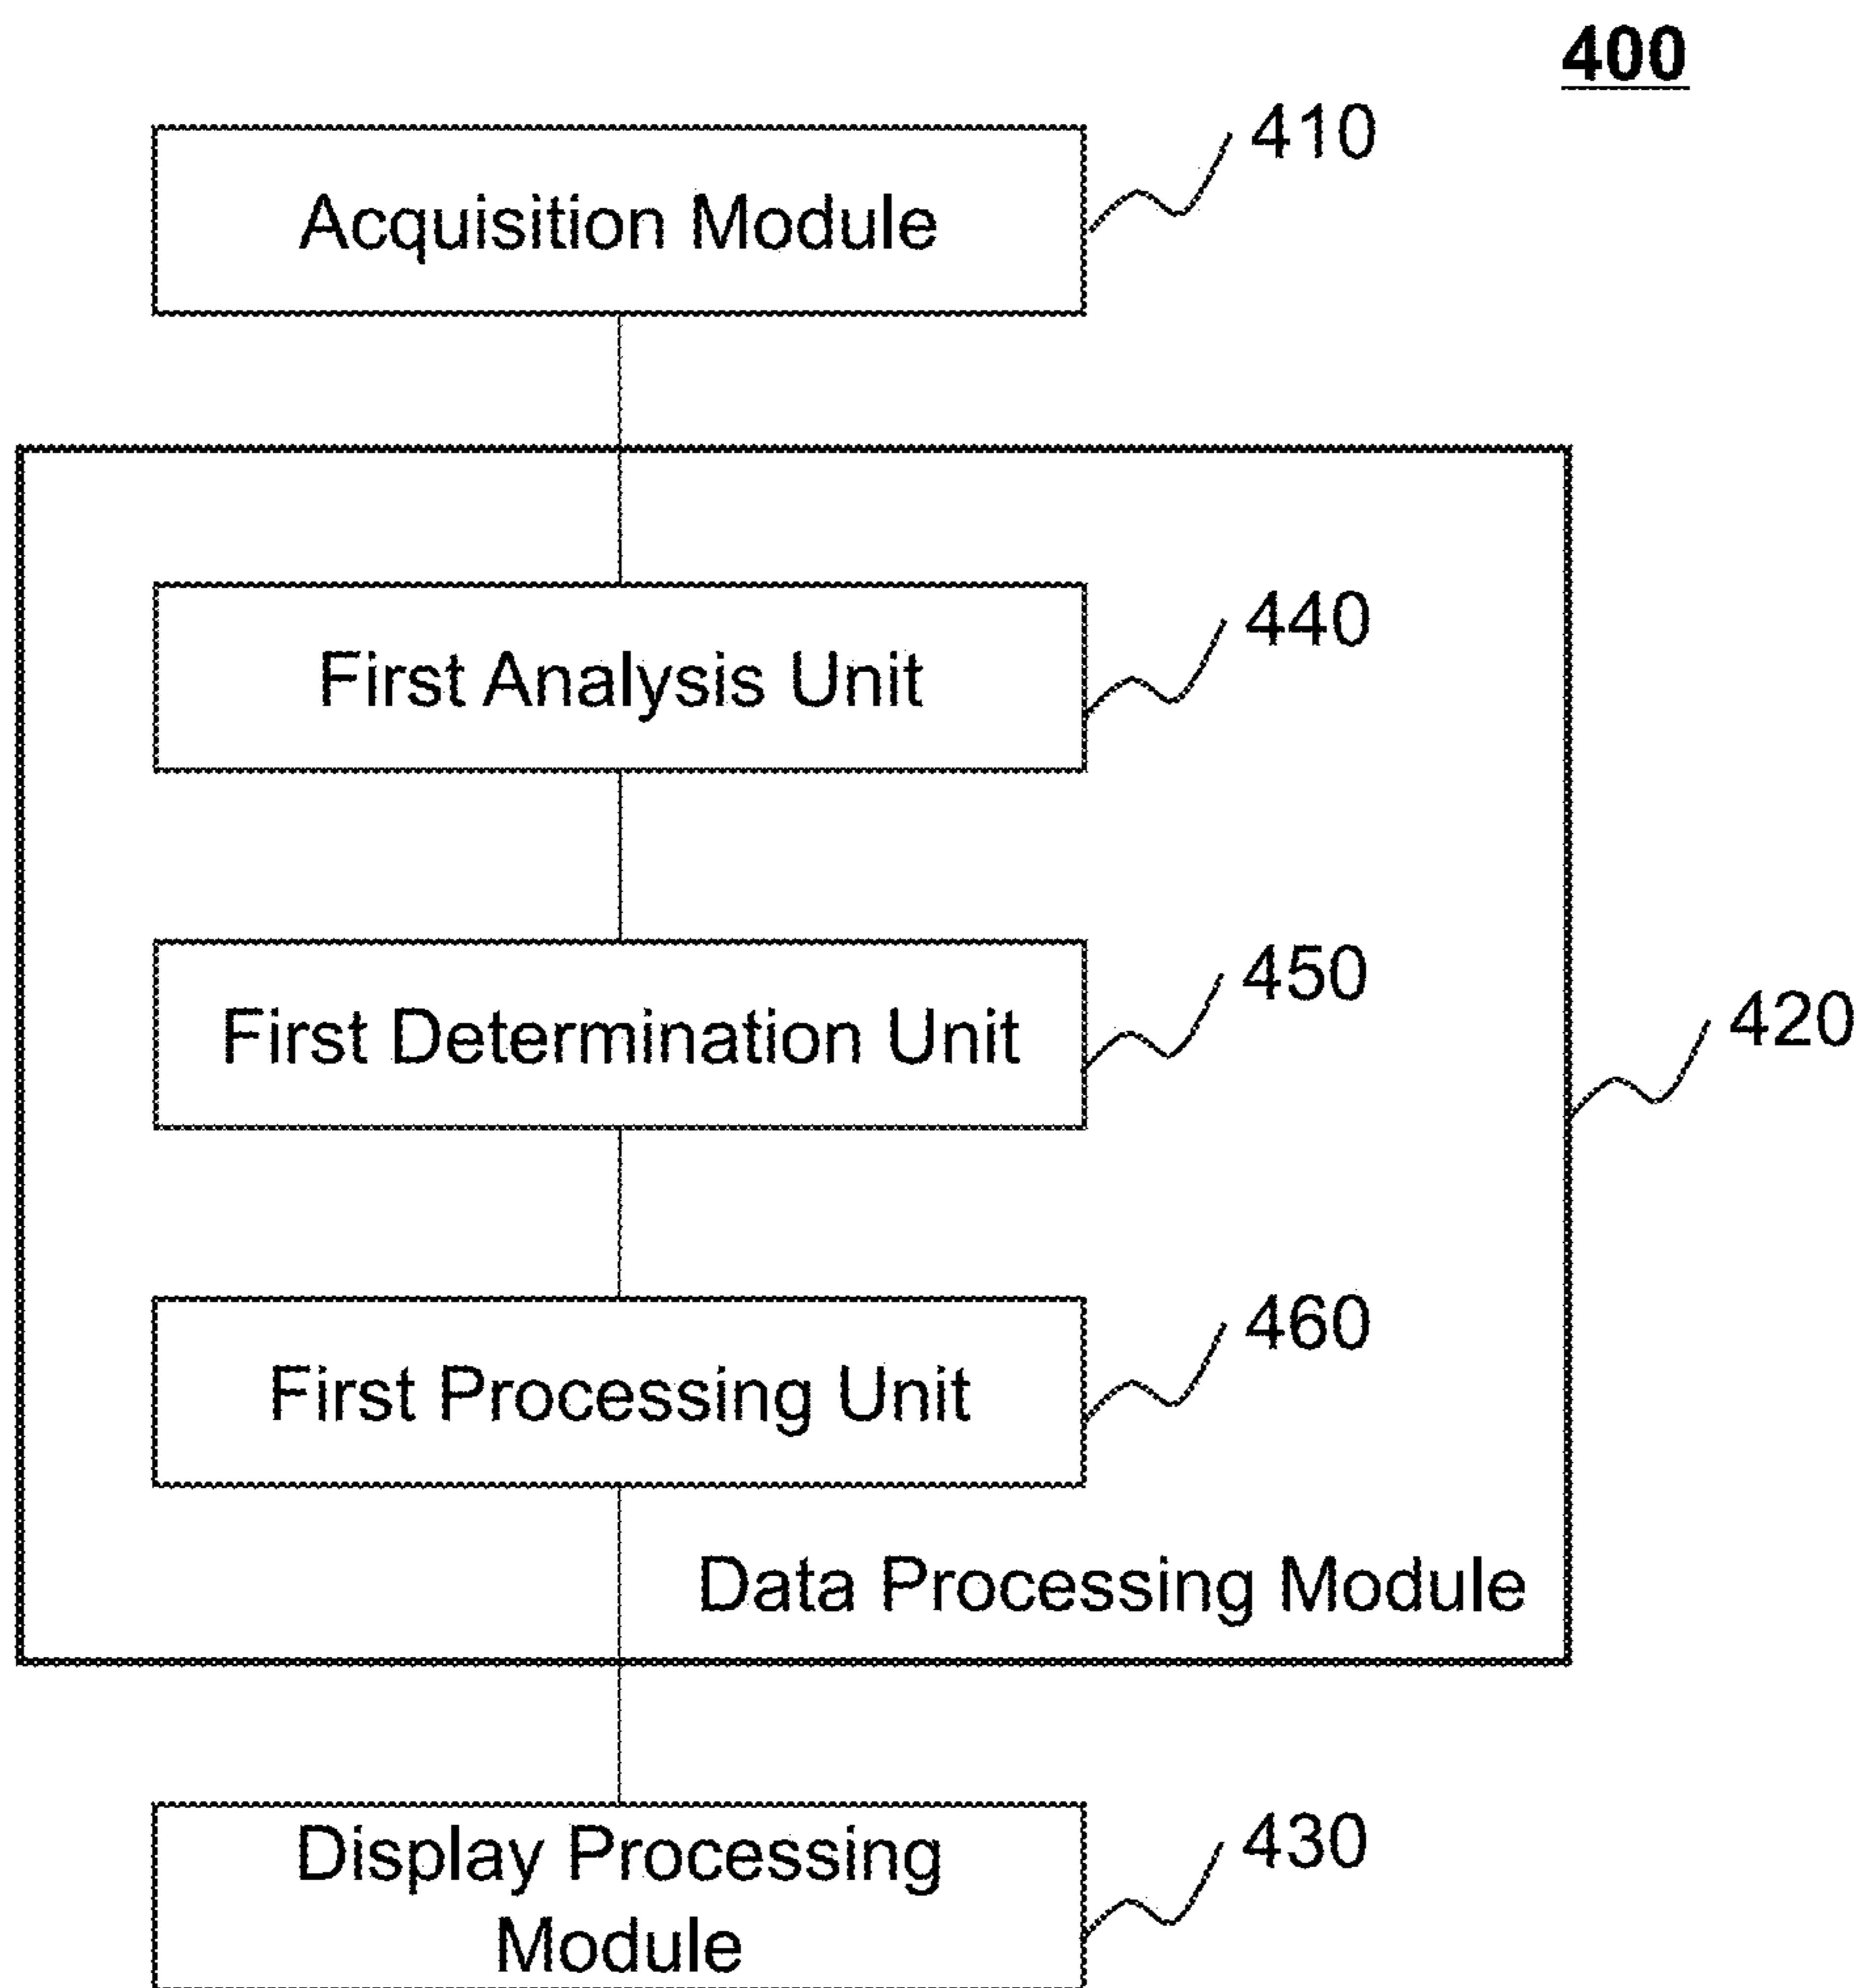 400
410
Acquisition Module
440
First Analysis Unit
450
First Determination Unit
420
460
First Processing Unit
Data Processing Module
430
Display Processing
Module